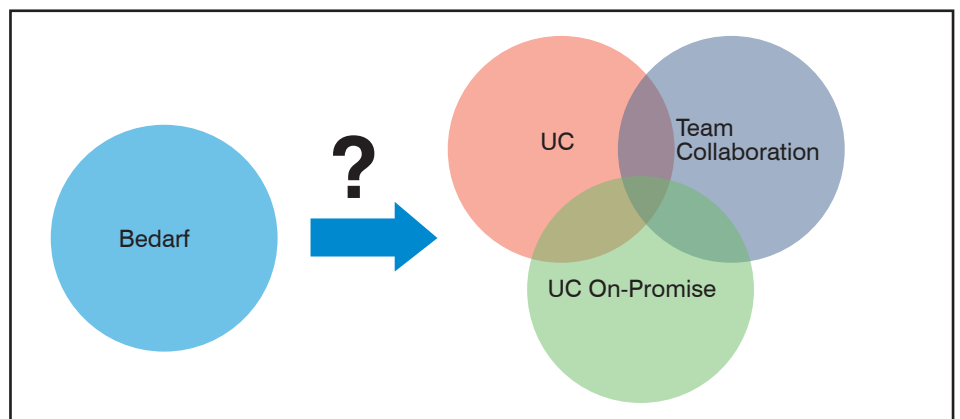 Bedarf
?
UC
Team
Collaboration
UC On-Promise